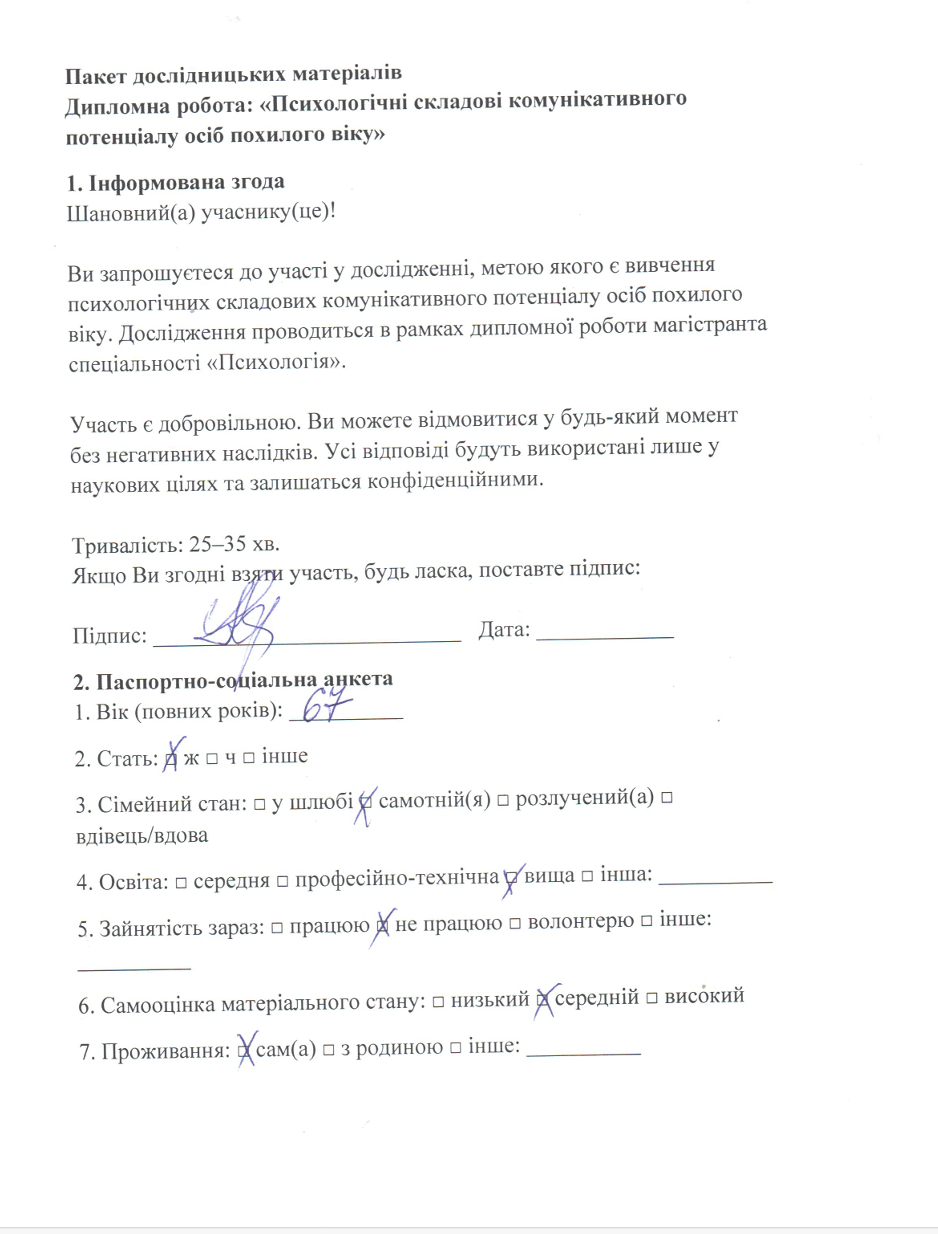 Пакет дослідницьких матеріалів
Дипломна робота: «Психологічні складові комунікативного
потенціалу осіб похилого віку»
1. Інформована згода
Шановний(а) учаснику(це)!
Ви запрошуєтеся до участі у дослідженні, метою якого є вивчення
психологічних складових комунікативного потенціалу осіб похилого
віку. Дослідження проводиться в рамках дипломної роботи магістранта
спеціальності «Психологія».
Участь є добровільною. Ви можете відмовитися у будь-який момент
без негативних наслідків. Усі відповіді будуть використані лише у
наукових цілях та залишаться конфіденційними.
Тривалість: 25–35 хв.
Якщо Ви згодні взяти участь, будь ласка, поставте підпис:
Підпис: ____________ Дата: ____________
2. Паспортно-соціальна анкета
1. Вік (повних років): 67
2. Стать: ☒ ж □ ч □ інше
3. Сімейний стан: □ у шлюбі ☒ самотній(я) □ розлучений(а) □
вдівець/вдова
4. Освіта: □ середня □ професійно-технічна ☒ вища □ інша: __________
5. Зайнятість зараз: □ працюю ☒ не працюю □ волонтерю □ інше:
__________
6. Самооцінка матеріального стану: □ низький ☒ середній □ високий
7. Проживання: ☒ сам(а) □ з родиною □ інше: __________